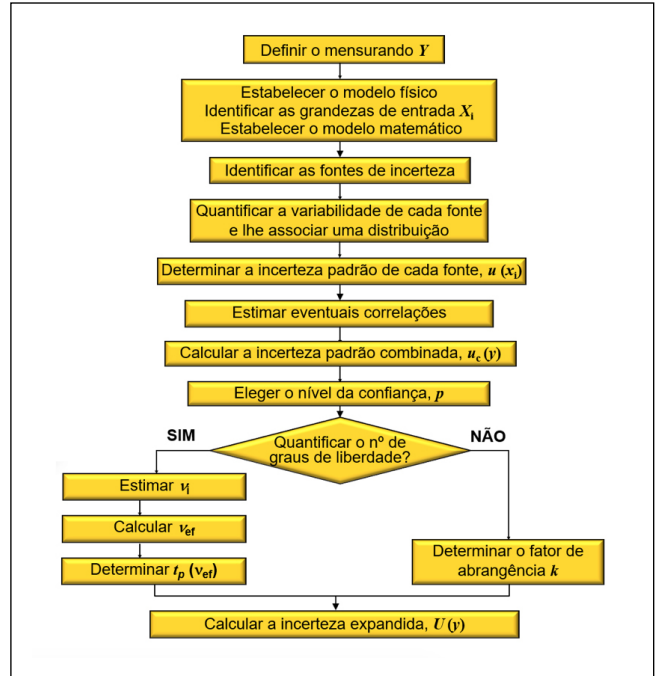 Definir o mensurando Y
Estabelecer o modelo físico
Identificar as grandezas de entrada Xi
Estabelecer o modelo matemático
Identificar as fontes de incerteza
Quantificar a variabilidade de cada fonte
e lhe associar uma distribuição
Determinar a incerteza padrão de cada fonte, u (xi)
Estimar eventuais correlações
Calcular a incerteza padrão combinada, uc (y)
Eleger o nível da confiança, p
Quantificar o nº de
graus de liberdade?
SIM
NÃO
Estimar νi
Calcular νef
Determinar tp (νef)
Determinar o fator de
abrangência k
Calcular a incerteza expandida, U (y)